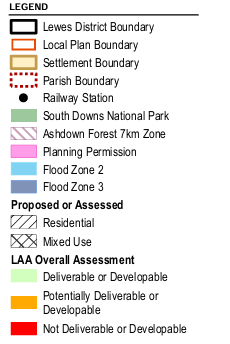 LEGEND
Lewes District Boundary
Local Plan Boundary
Settlement Boundary
Parish Boundary
Railway Station
South Downs National Park
Ashdown Forest 7km Zone
Planning Permission
Flood Zone 2
Flood Zone 3
Proposed or Assessed
Residential
Mixed Use
LAA Overall Assessment
Deliverable or Developable
Potentially Deliverable or
Developable
Not Deliverable or Developable